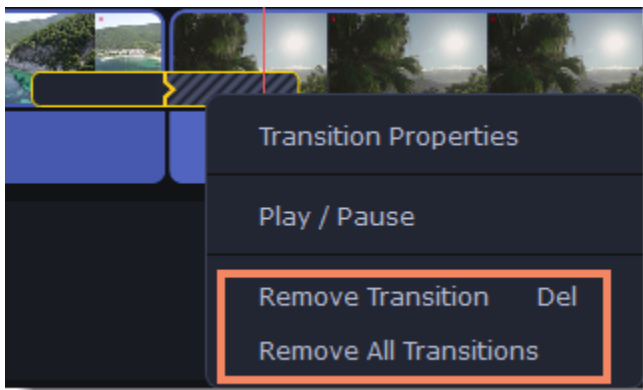 Transition Properties
Play / Pause
Remove Transition Del
Remove All Transitions